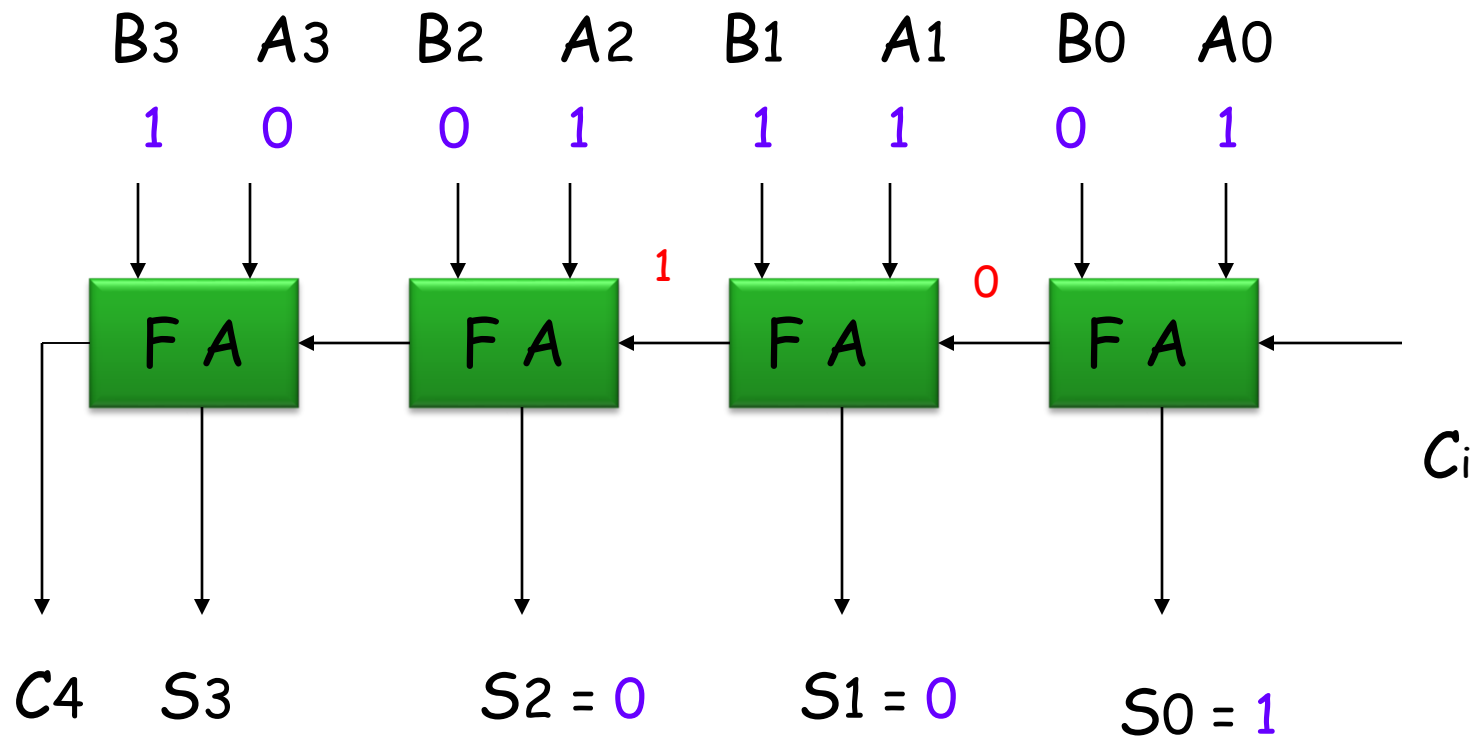 B3 A3 B2 A2 B1 A1 B0 A0
1 0 0 1 1 1 0 1
1 0
F A F A F A F A
Ci
C4 S3 S2 = 0 S1 = 0 S0 = 1